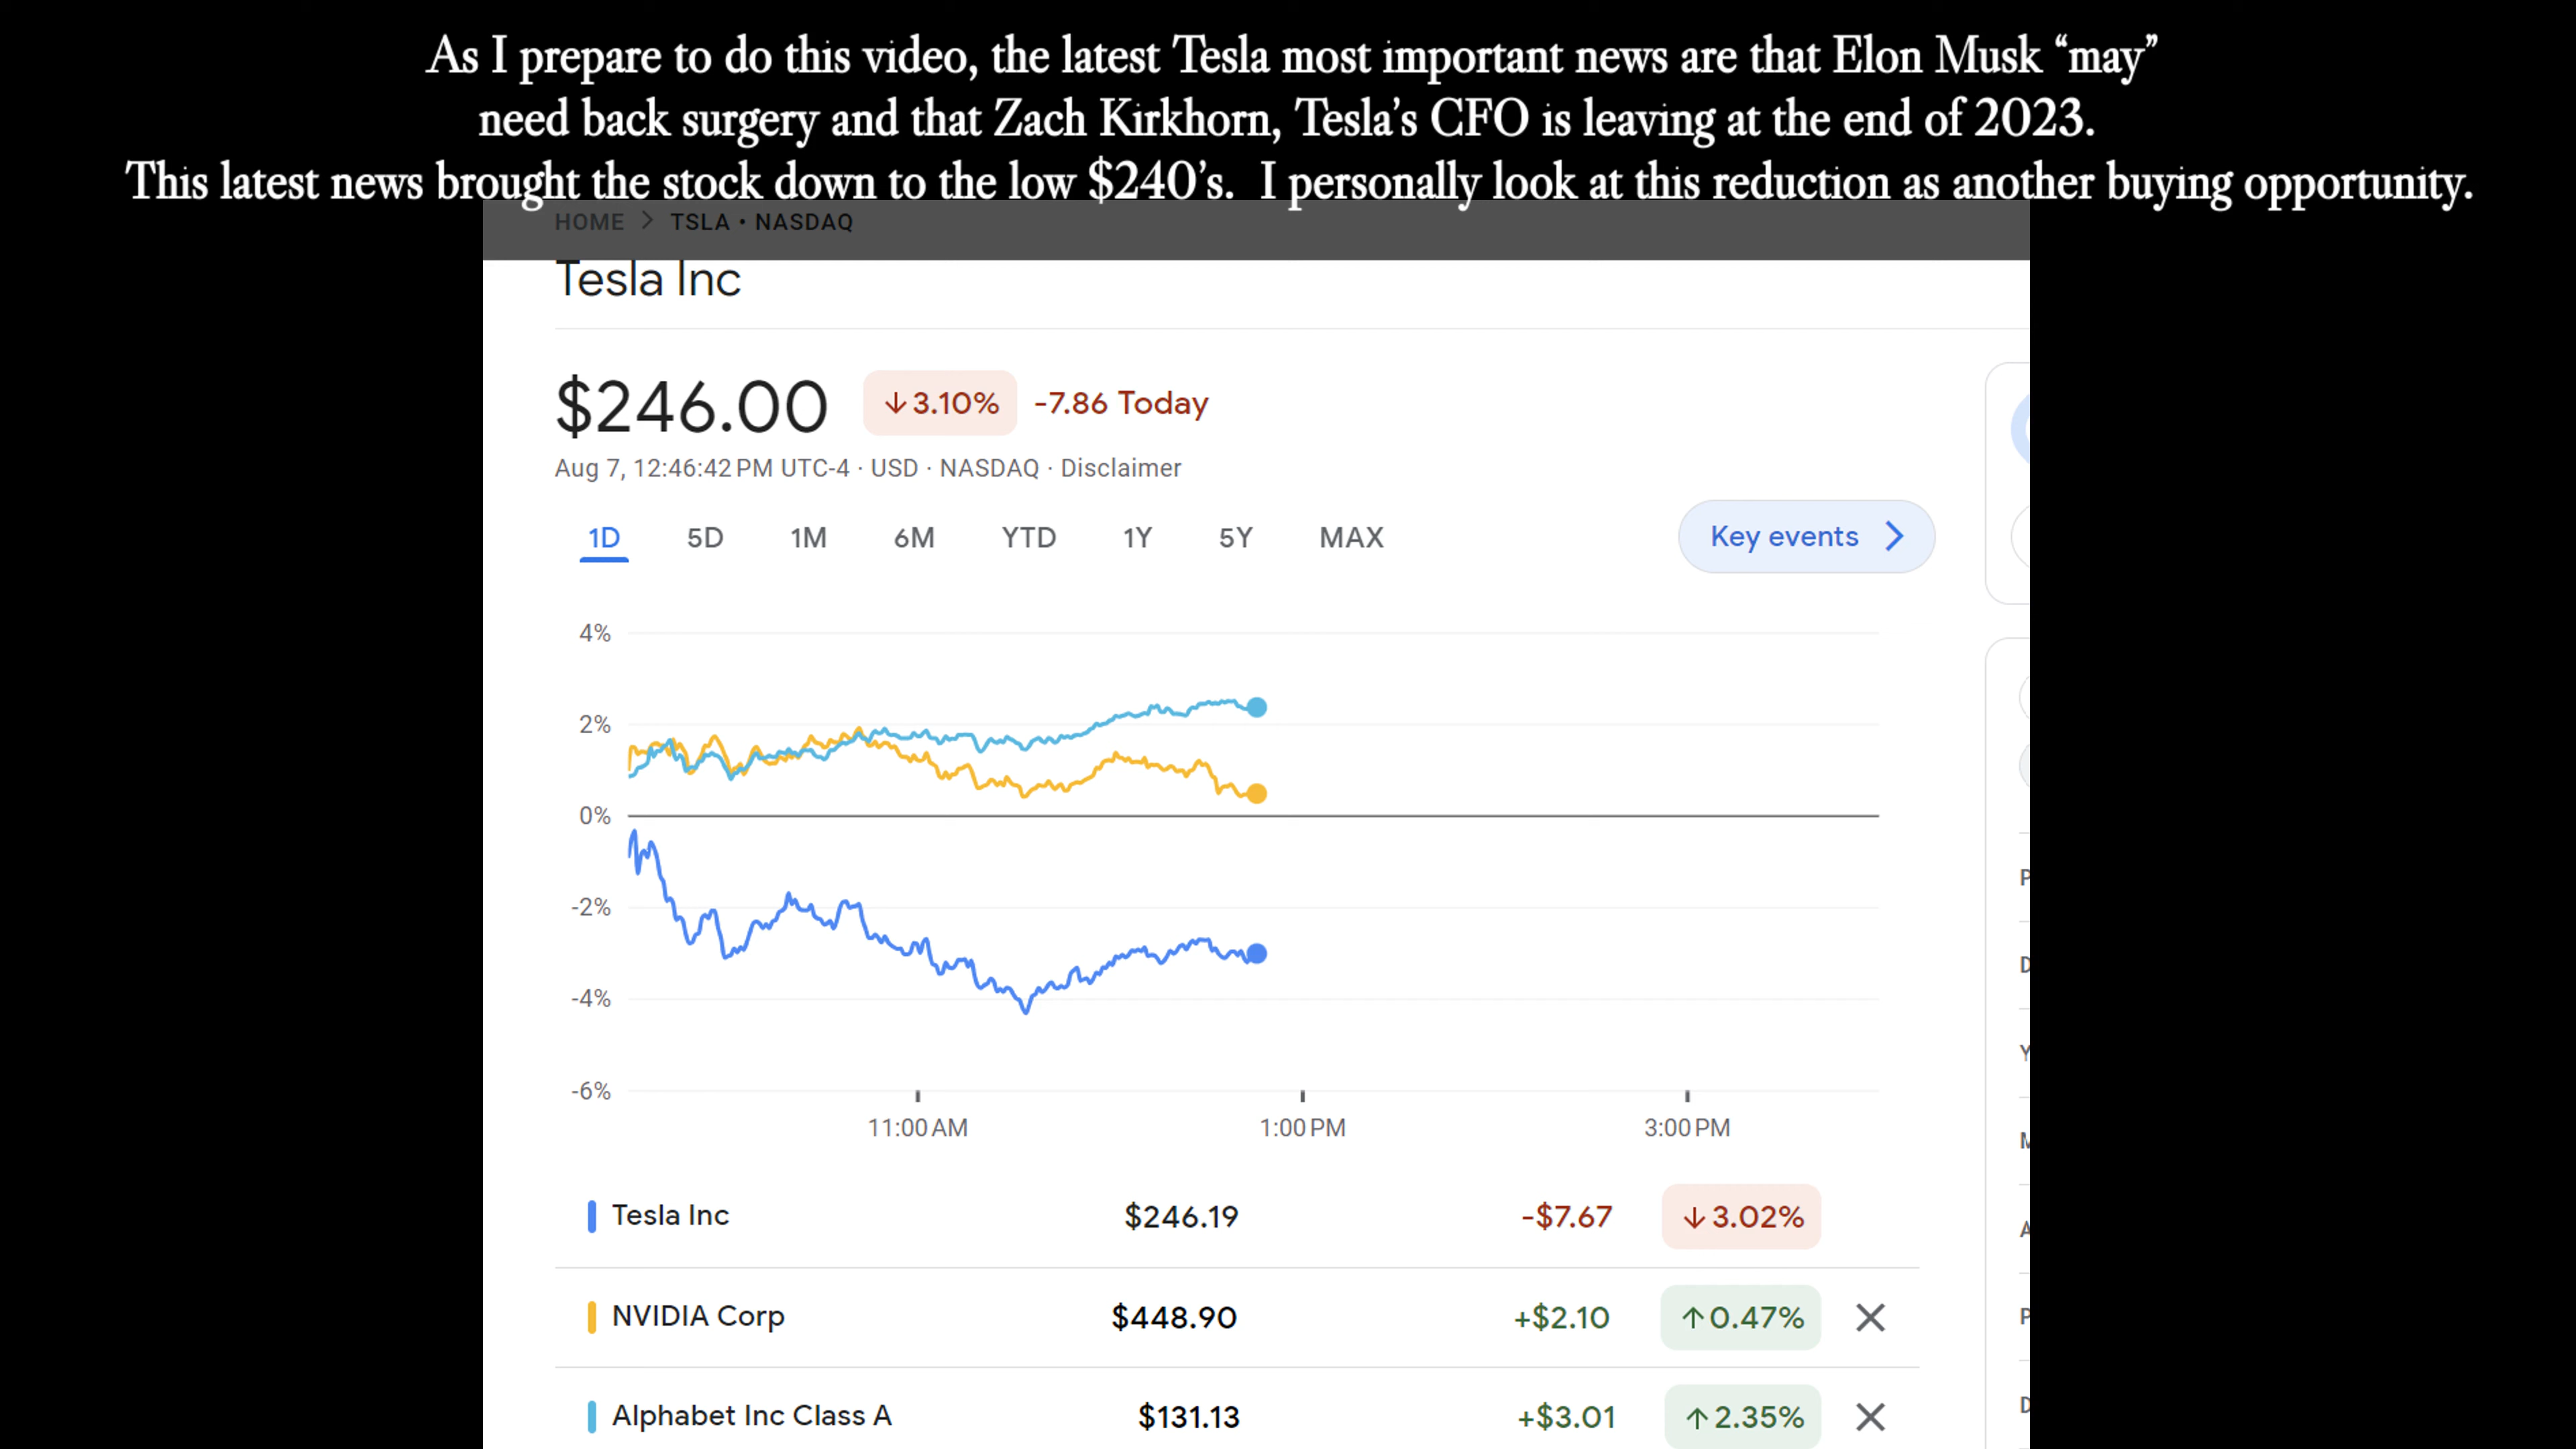 As I prepare to do this video, the latest Tesla most important news are that Elon Musk “may”
need back surgery and that Zach Kirkhorn, Tesla’s CFO is leaving at the end of 2023.
This latest news brought the stock down to the low $240’s. I personally look at this reduction as another buying opportunity.
HOME > TSLA • NASDAQ
Tesla Inc
$246.00 ↓3.10% -7.86 Today
Aug 7, 12:46:42 PM UTC-4 · USD · NASDAQ · Disclaimer
1D 5D 1M 6M YTD 1Y 5Y MAX Key events >
4%
2%
0%
-2%
-4%
-6%
11:00 AM 1:00 PM 3:00 PM
Tesla Inc $246.19 -$7.67 ↓3.02%
NVIDIA Corp $448.90 +$2.10 ↑0.47%
Alphabet Inc Class A $131.13 +$3.01 ↑2.35%